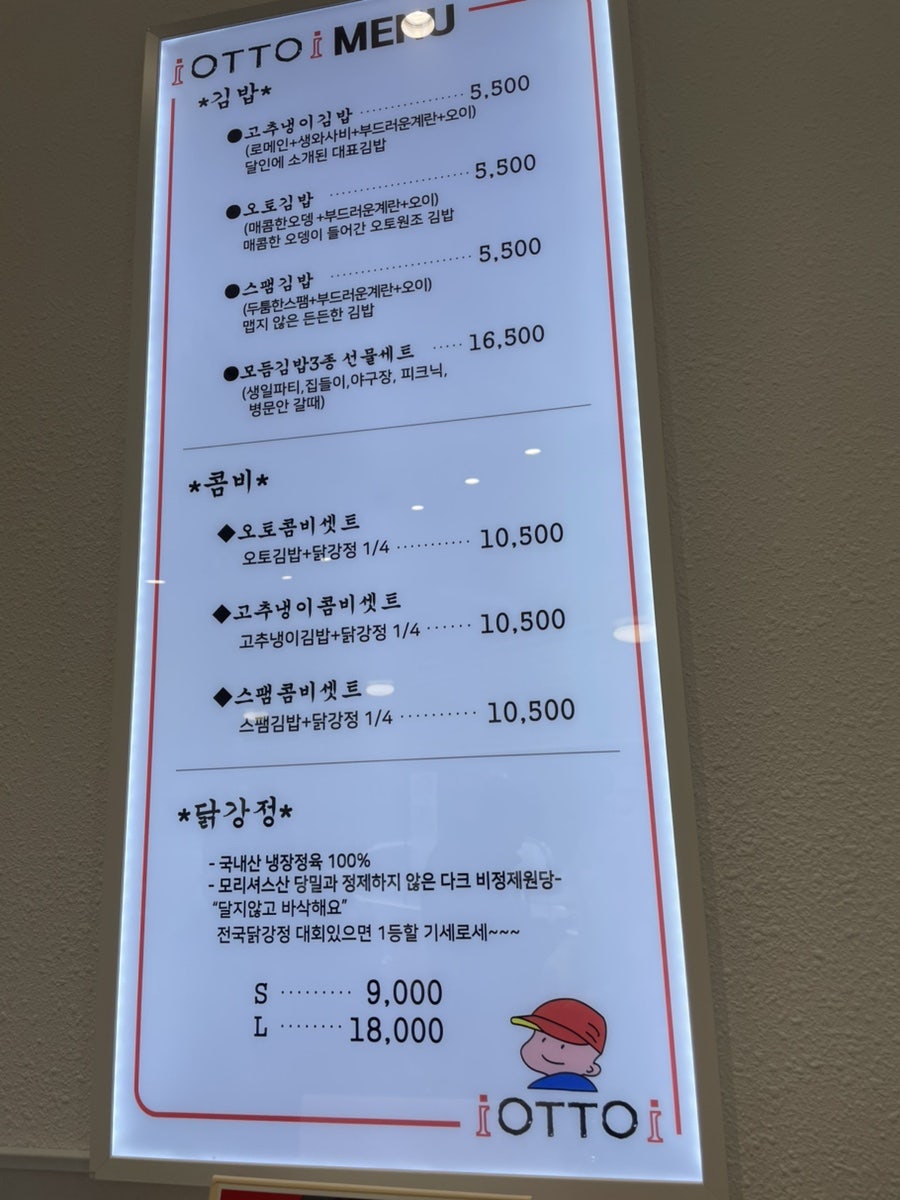 iOTTOi MENU
*김밥*
●고추냉이김밥 ············ 5,500
(로메인+생와사비+부드러운계란+오이)
달인에 소개된 대표김밥
●오토김밥 ················ 5,500
(매콤한오뎅+부드러운계란+오이)
매콤한 오뎅이 들어간 오토원조 김밥
●스팸김밥 ················ 5,500
(두툼한스팸+부드러운계란+오이)
맵지 않은 든든한 김밥
●모듬김밥3종 선물세트 ····· 16,500
(생일파티,집들이,야구장, 피크닉,
병문안 갈때)
*콤비*
◆오토콤비셋트
오토김밥+닭강정 1/4 ··········· 10,500
◆고추냉이콤비셋트
고추냉이김밥+닭강정 1/4 ······ 10,500
◆스팸콤비셋트
스팸김밥+닭강정 1/4 ·········· 10,500
*닭강정*
- 국내산 냉장정육 100%
- 모리셔스산 당밀과 정제하지 않은 다크 비정제원당-
“달지않고 바삭해요”
전국닭강정 대회있으면 1등할 기세로세~~~
S ········· 9,000
L ········ 18,000
iOTTOi